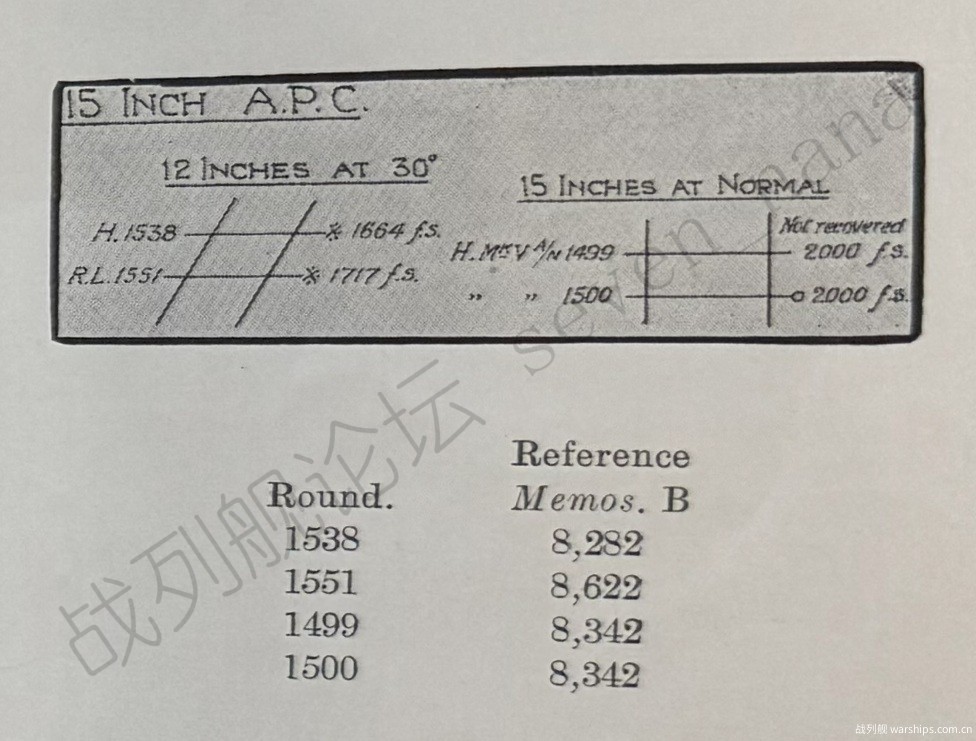 15 INCH A.P.C.
12 INCHES AT 30°
H. 1538 1664 f.s.
R.L. 1551 1717 f.s.
15 INCHES AT NORMAL
Not recovered
H. MK V A/N 1499 2000 f.s.
" " 1500 2000 f.s.
Reference
Round. Memos. B
1538 8,282
1551 8,622
1499 8,342
1500 8,342
战列舰论坛 seven_nana
战列舰 warships.com.cn